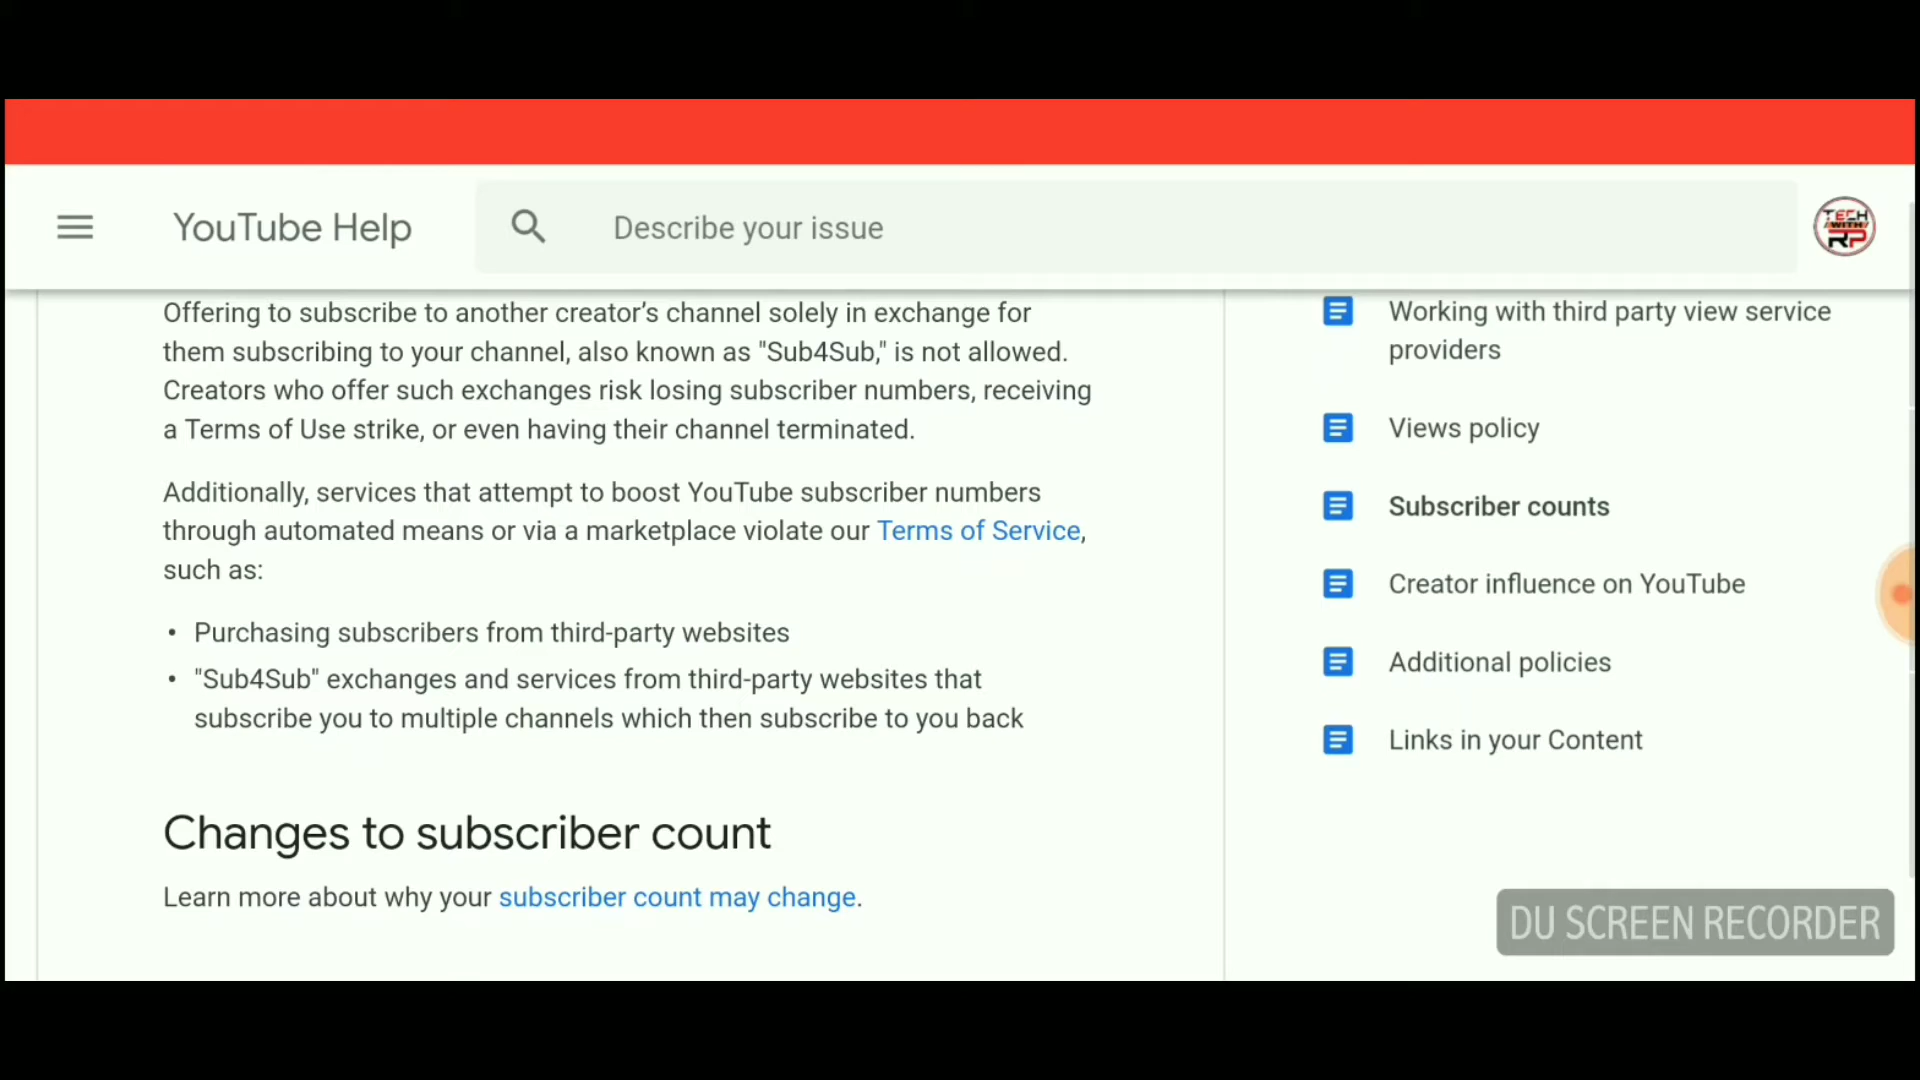 YouTube Help
Describe your issue
TECH
WITH
RP
Offering to subscribe to another creator’s channel solely in exchange for
them subscribing to your channel, also known as "Sub4Sub," is not allowed.
Creators who offer such exchanges risk losing subscriber numbers, receiving
a Terms of Use strike, or even having their channel terminated.
Additionally, services that attempt to boost YouTube subscriber numbers
through automated means or via a marketplace violate our Terms of Service,
such as:
• Purchasing subscribers from third-party websites
• "Sub4Sub" exchanges and services from third-party websites that
subscribe you to multiple channels which then subscribe to you back
Changes to subscriber count
Learn more about why your subscriber count may change.
Working with third party view service
providers
Views policy
Subscriber counts
Creator influence on YouTube
Additional policies
Links in your Content
DU SCREEN RECORDER